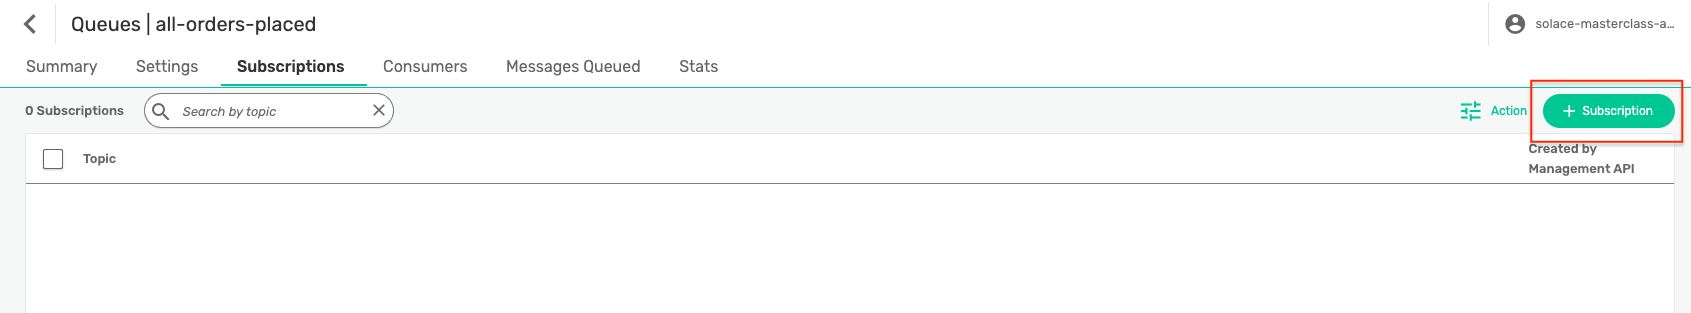 Queues | all-orders-placed
solace-masterclass-a...
Summary
Settings
Subscriptions
Consumers
Messages Queued
Stats
0 Subscriptions
Search by topic
Action
+ Subscription
Topic
Created by
Management API